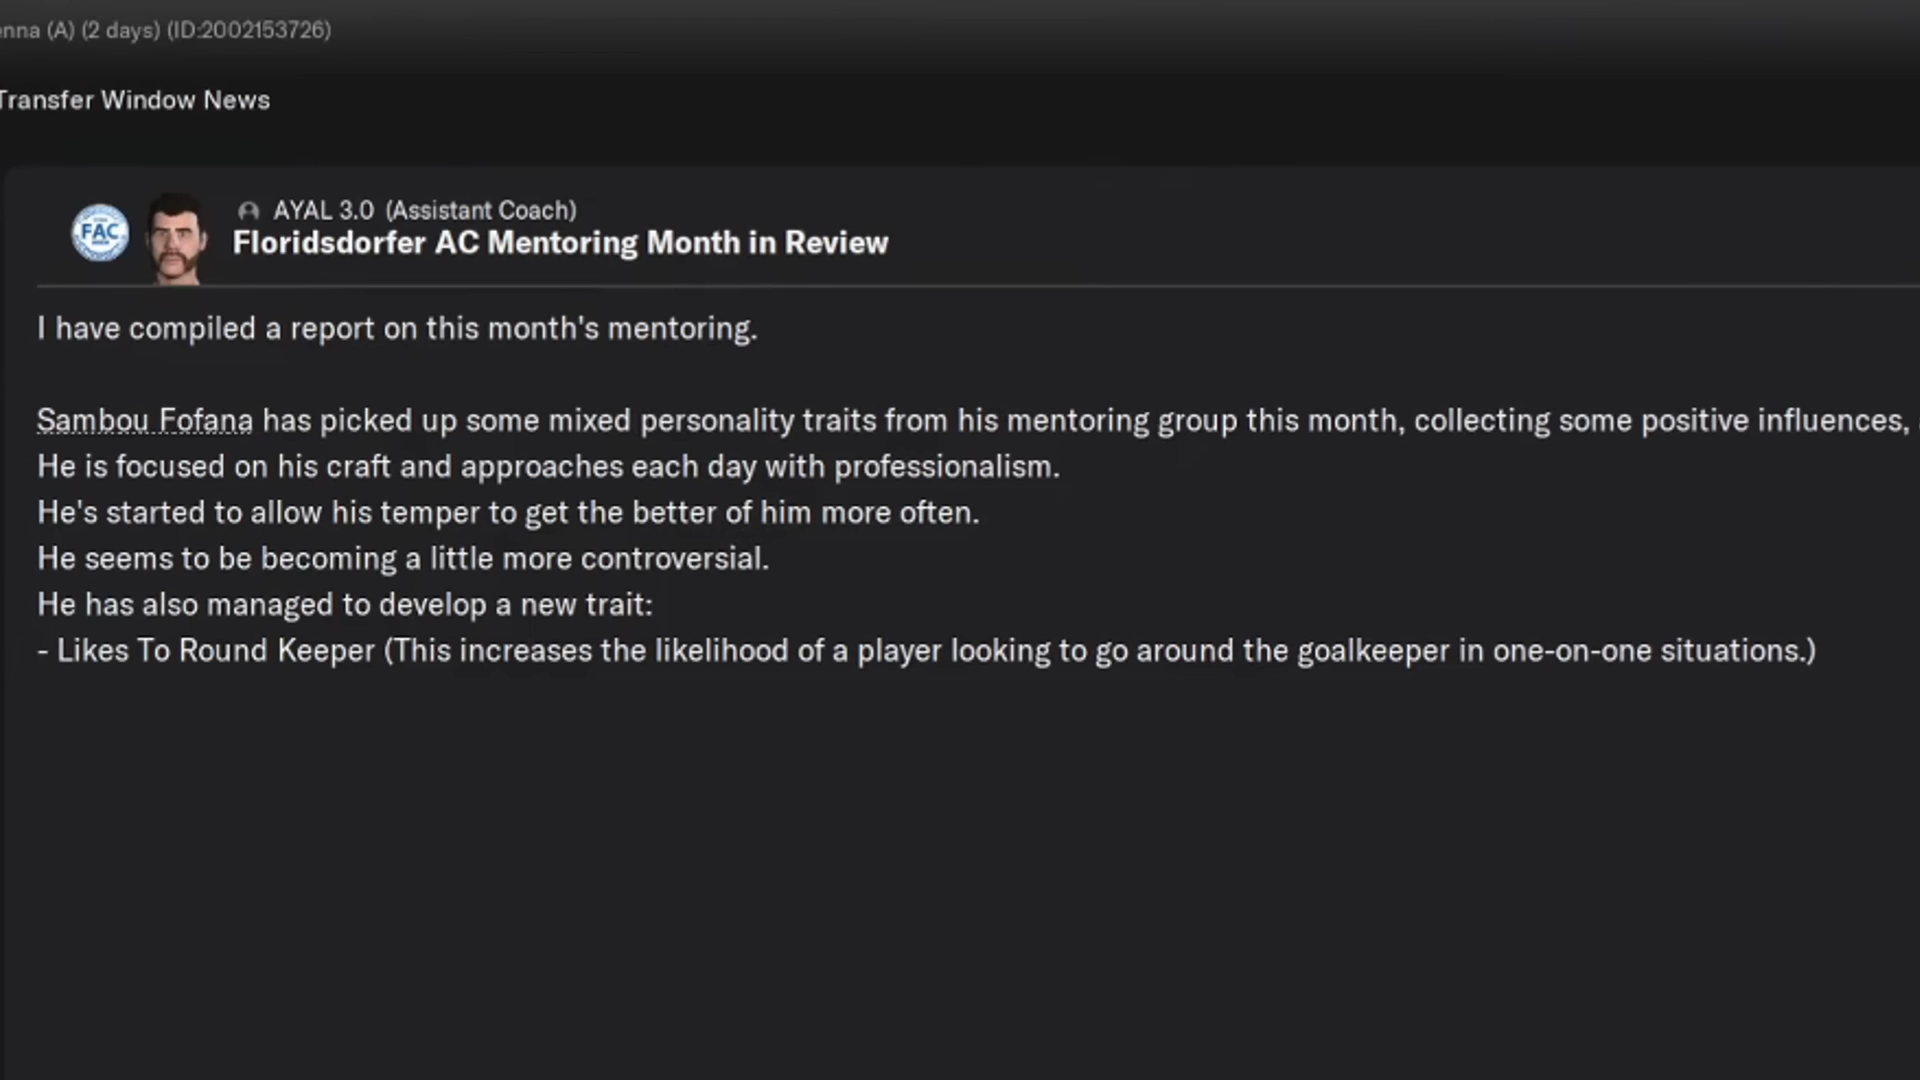 enna (A) (2 days) (ID:2002153726)
Transfer Window News
FAC
AYAL 3.0 (Assistant Coach)
Floridsdorfer AC Mentoring Month in Review
I have compiled a report on this month's mentoring.
Sambou Fofana has picked up some mixed personality traits from his mentoring group this month, collecting some positive influences,
He is focused on his craft and approaches each day with professionalism.
He's started to allow his temper to get the better of him more often.
He seems to be becoming a little more controversial.
He has also managed to develop a new trait:
- Likes To Round Keeper (This increases the likelihood of a player looking to go around the goalkeeper in one-on-one situations.)